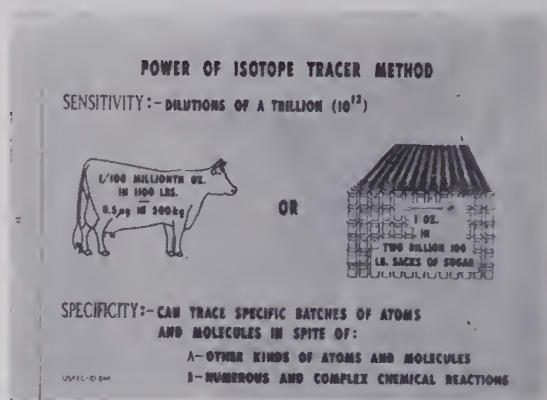 POWER OF ISOTOPE TRACER METHOD
SENSITIVITY:- DILUTIONS OF A TRILLION (10¹²)
1/100 MILLIONTH OZ.
IN 1100 LBS.
0.5µg IN 500kg
OR
1 OZ.
IN
TWO BILLION 100
LB. SACKS OF SUGAR
SPECIFICITY:- CAN TRACE SPECIFIC BATCHES OF ATOMS
AND MOLECULES IN SPITE OF:
A- OTHER KINDS OF ATOMS AND MOLECULES
B- NUMEROUS AND COMPLEX CHEMICAL REACTIONS